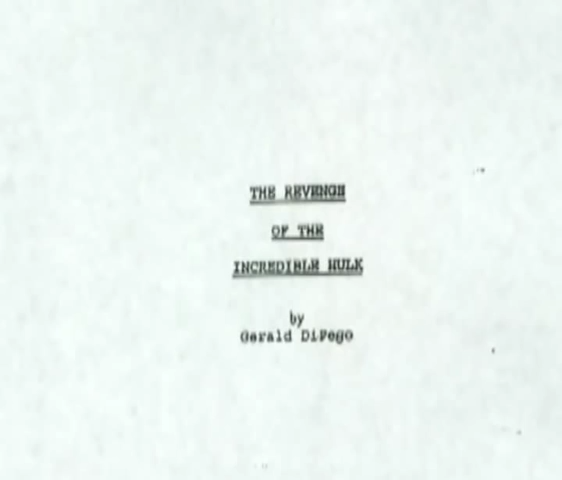 THE REVENGE
OF THE
INCREDIBLE HULK
by
Gerald DiPego